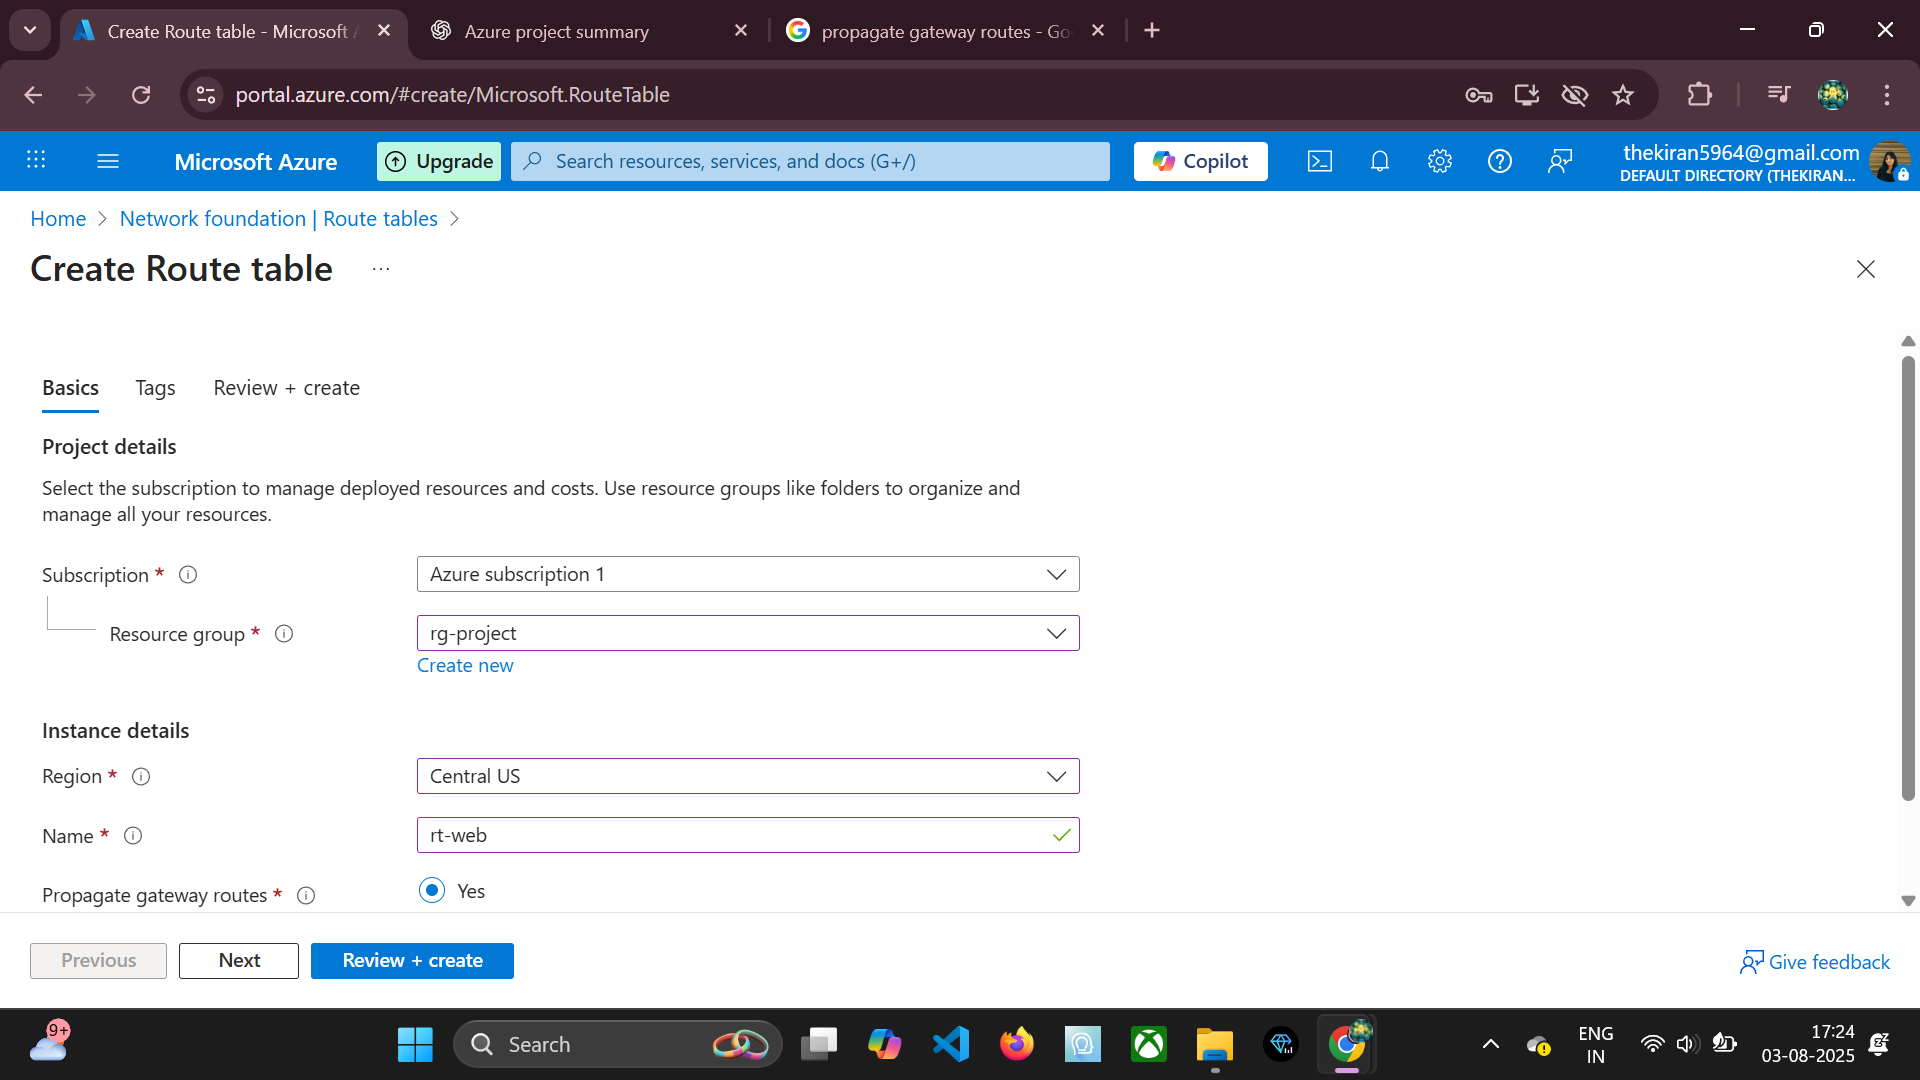 Create Route table - Microsoft A
Azure project summary
propagate gateway routes - Goo
portal.azure.com/#create/Microsoft.RouteTable
Microsoft Azure
Upgrade
Search resources, services, and docs (G+/)
Copilot
thekiran5964@gmail.com
DEFAULT DIRECTORY (THEKIRAN...
Home > Network foundation | Route tables >
Create Route table ...
Basics Tags Review + create
Project details
Select the subscription to manage deployed resources and costs. Use resource groups like folders to organize and
manage all your resources.
Subscription *
Azure subscription 1
Resource group *
rg-project
Create new
Instance details
Region *
Central US
Name *
rt-web
Propagate gateway routes *
Yes
Previous
Next
Review + create
Give feedback
9+
Search
ENG
IN
17:24
03-08-2025